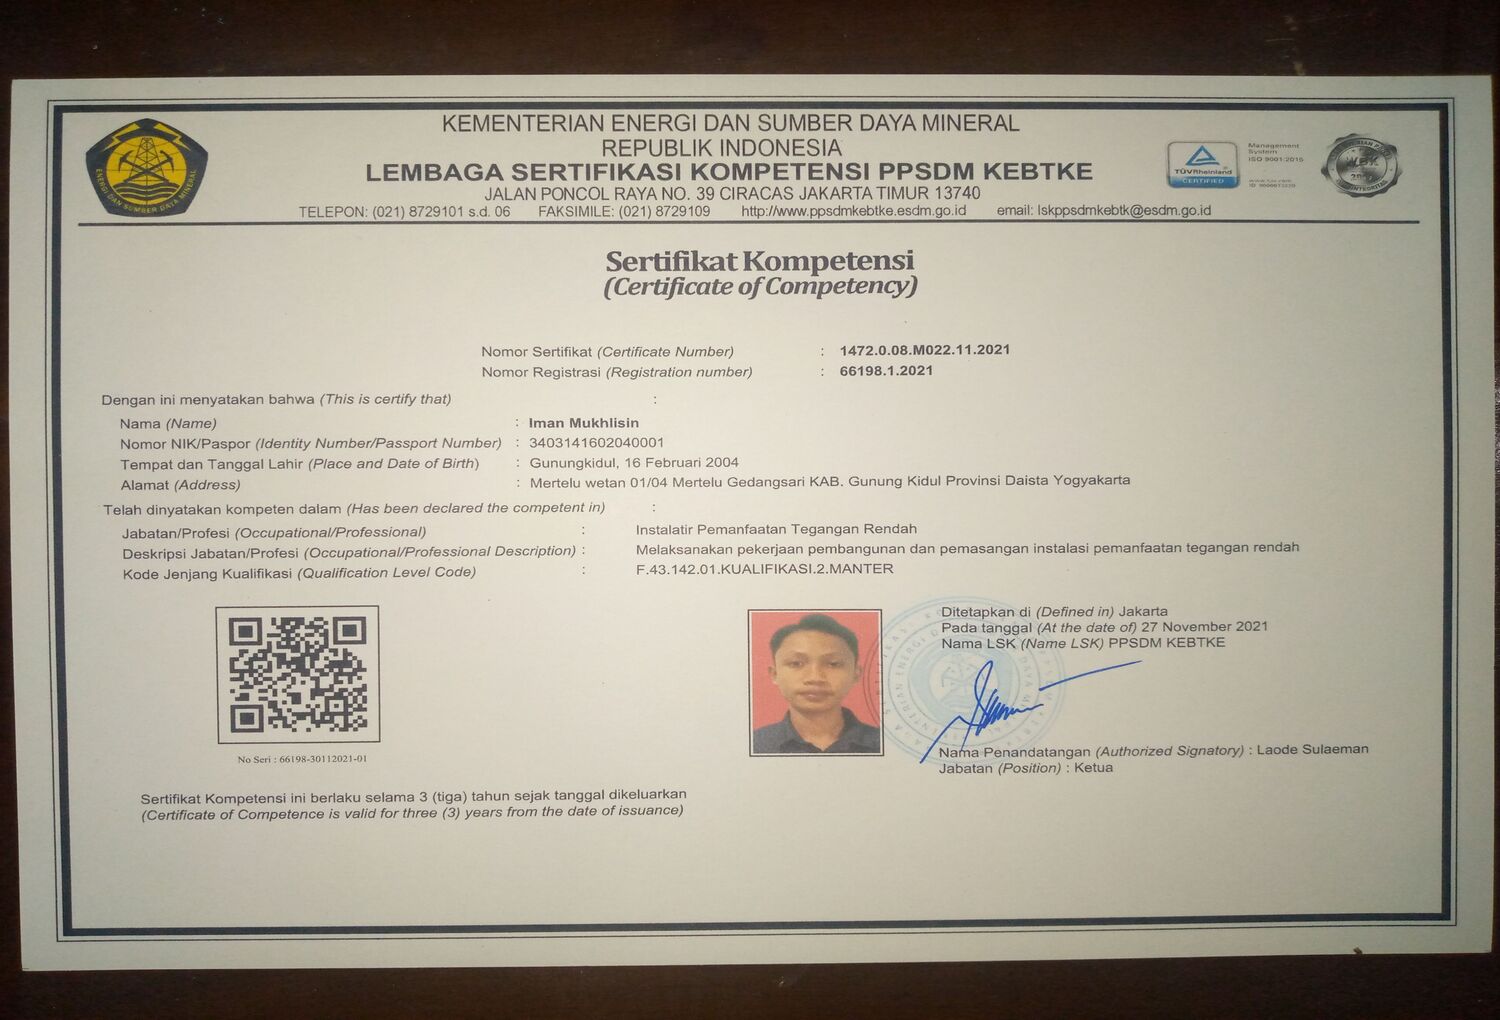 KEMENTERIAN ENERGI DAN SUMBER DAYA MINERAL
REPUBLIK INDONESIA
LEMBAGA SERTIFIKASI KOMPETENSI PPSDM KEBTKE
JALAN PONCOL RAYA NO. 39 CIRACAS JAKARTA TIMUR 13740
TELEPON: (021) 8729101 s.d. 06 FAKSIMILE: (021) 8729109 http://www.ppsdmkebtke.esdm.go.id email: lskppsdmkebtk@esdm.go.id
ENERGI DAN SUMBER DAYA MINERAL
TÜVRheinland
CERTIFIED
Management
System
ISO 9001:2015
www.tuv.com
WBK
Sertifikat Kompetensi
(Certificate of Competency)
Nomor Sertifikat (Certificate Number) : 1472.0.08.M022.11.2021
Nomor Registrasi (Registration number) : 66198.1.2021
Dengan ini menyatakan bahwa (This is certify that) :
Nama (Name) : Iman Mukhlisin
Nomor NIK/Paspor (Identity Number/Passport Number) : 3403141602040001
Tempat dan Tanggal Lahir (Place and Date of Birth) : Gunungkidul, 16 Februari 2004
Alamat (Address) : Mertelu wetan 01/04 Mertelu Gedangsari KAB. Gunung Kidul Provinsi Daista Yogyakarta
Telah dinyatakan kompeten dalam (Has been declared the competent in) :
Jabatan/Profesi (Occupational/Professional) : Instalatir Pemanfaatan Tegangan Rendah
Deskripsi Jabatan/Profesi (Occupational/Professional Description) : Melaksanakan pekerjaan pembangunan dan pemasangan instalasi pemanfaatan tegangan rendah
Kode Jenjang Kualifikasi (Qualification Level Code) : F.43.142.01.KUALIFIKASI.2.MANTER
Ditetapkan di (Defined in) Jakarta
Pada tanggal (At the date of) 27 November 2021
Nama LSK (Name LSK) PPSDM KEBTKE
Nama Penandatangan (Authorized Signatory) : Laode Sulaeman
Jabatan (Position) : Ketua
No Seri : 66198-30112021-01
Sertifikat Kompetensi ini berlaku selama 3 (tiga) tahun sejak tanggal dikeluarkan
(Certificate of Competence is valid for three (3) years from the date of issuance)